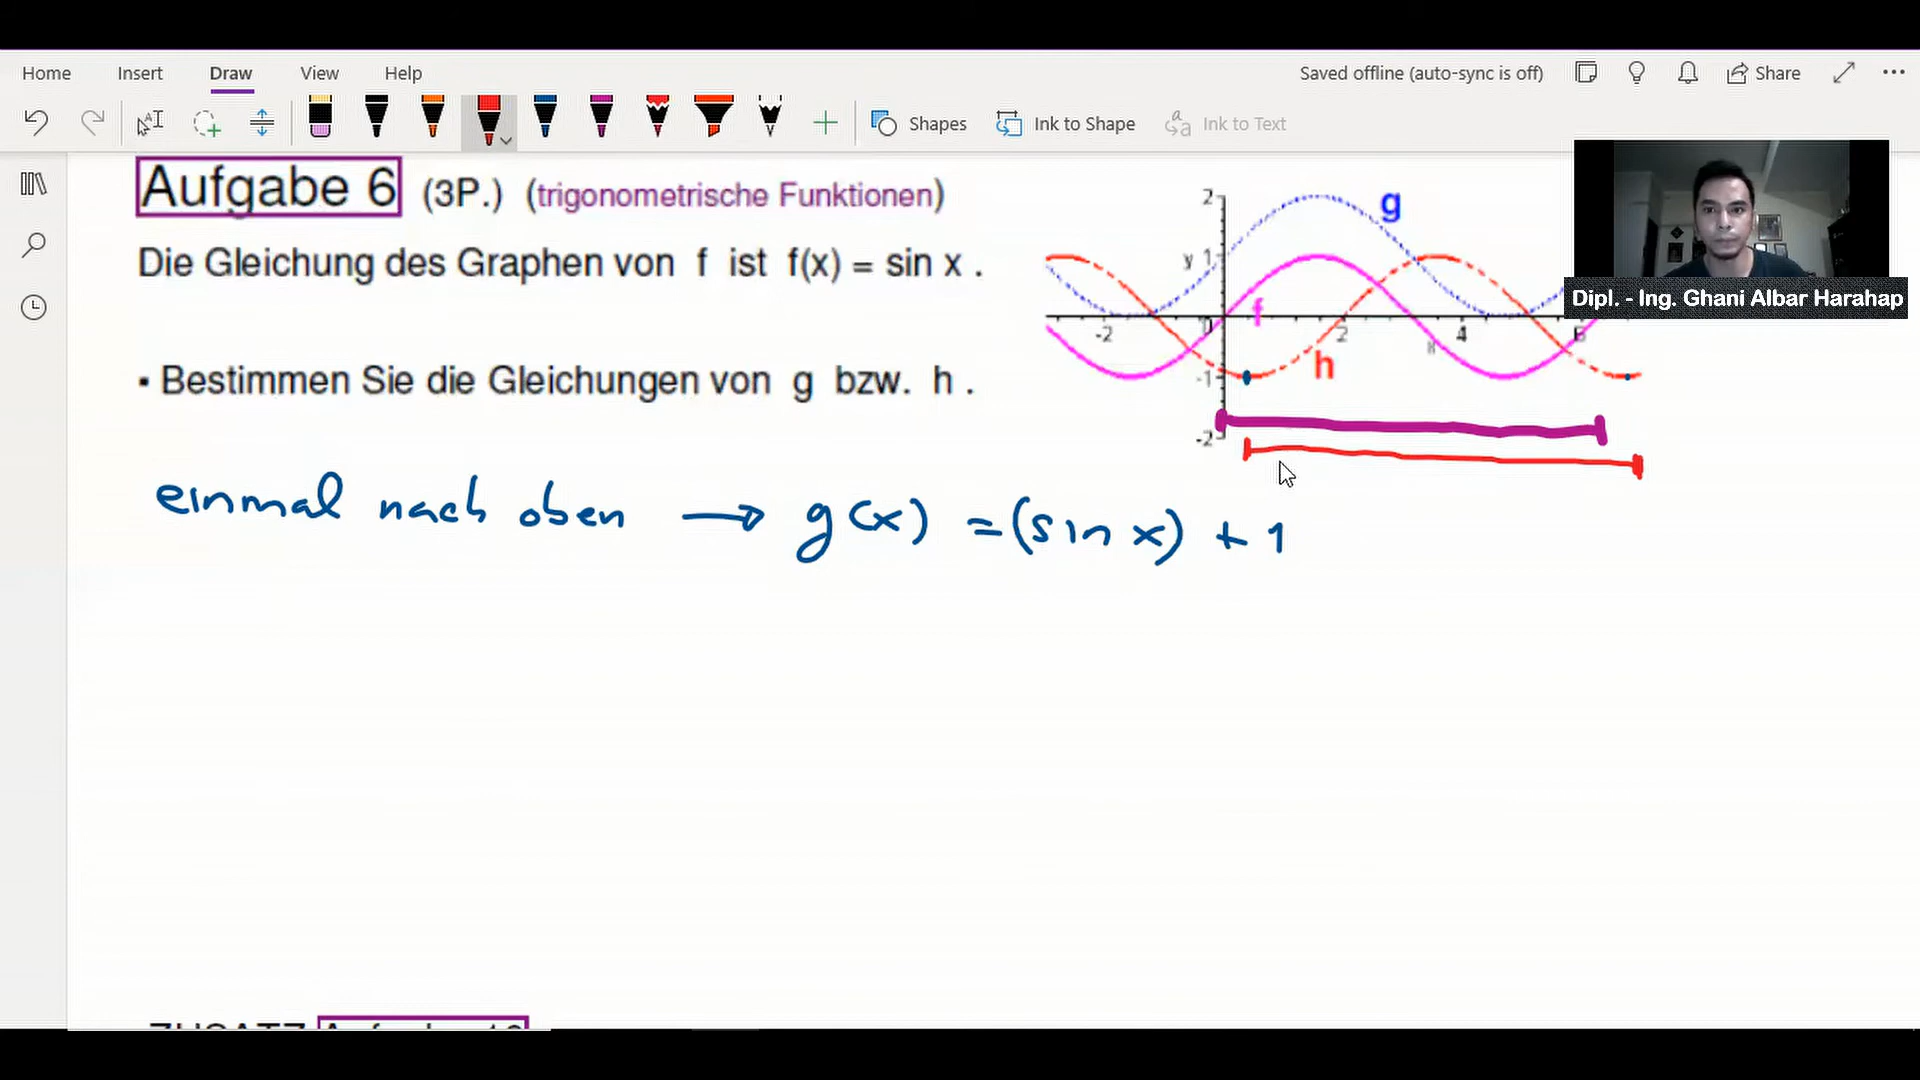 Home Insert Draw View Help
Saved offline (auto-sync is off) Share
Shapes Ink to Shape Ink to Text
Aufgabe 6 (3P.) (trigonometrische Funktionen)
Die Gleichung des Graphen von f ist f(x) = sin x .
▪ Bestimmen Sie die Gleichungen von g bzw. h .
2 g
y 1
f
-2 0 2 π 4 6
h
-1
-2
Dipl. - Ing. Ghani Albar Harahap
einmal nach oben → g(x) = (sin x) + 1